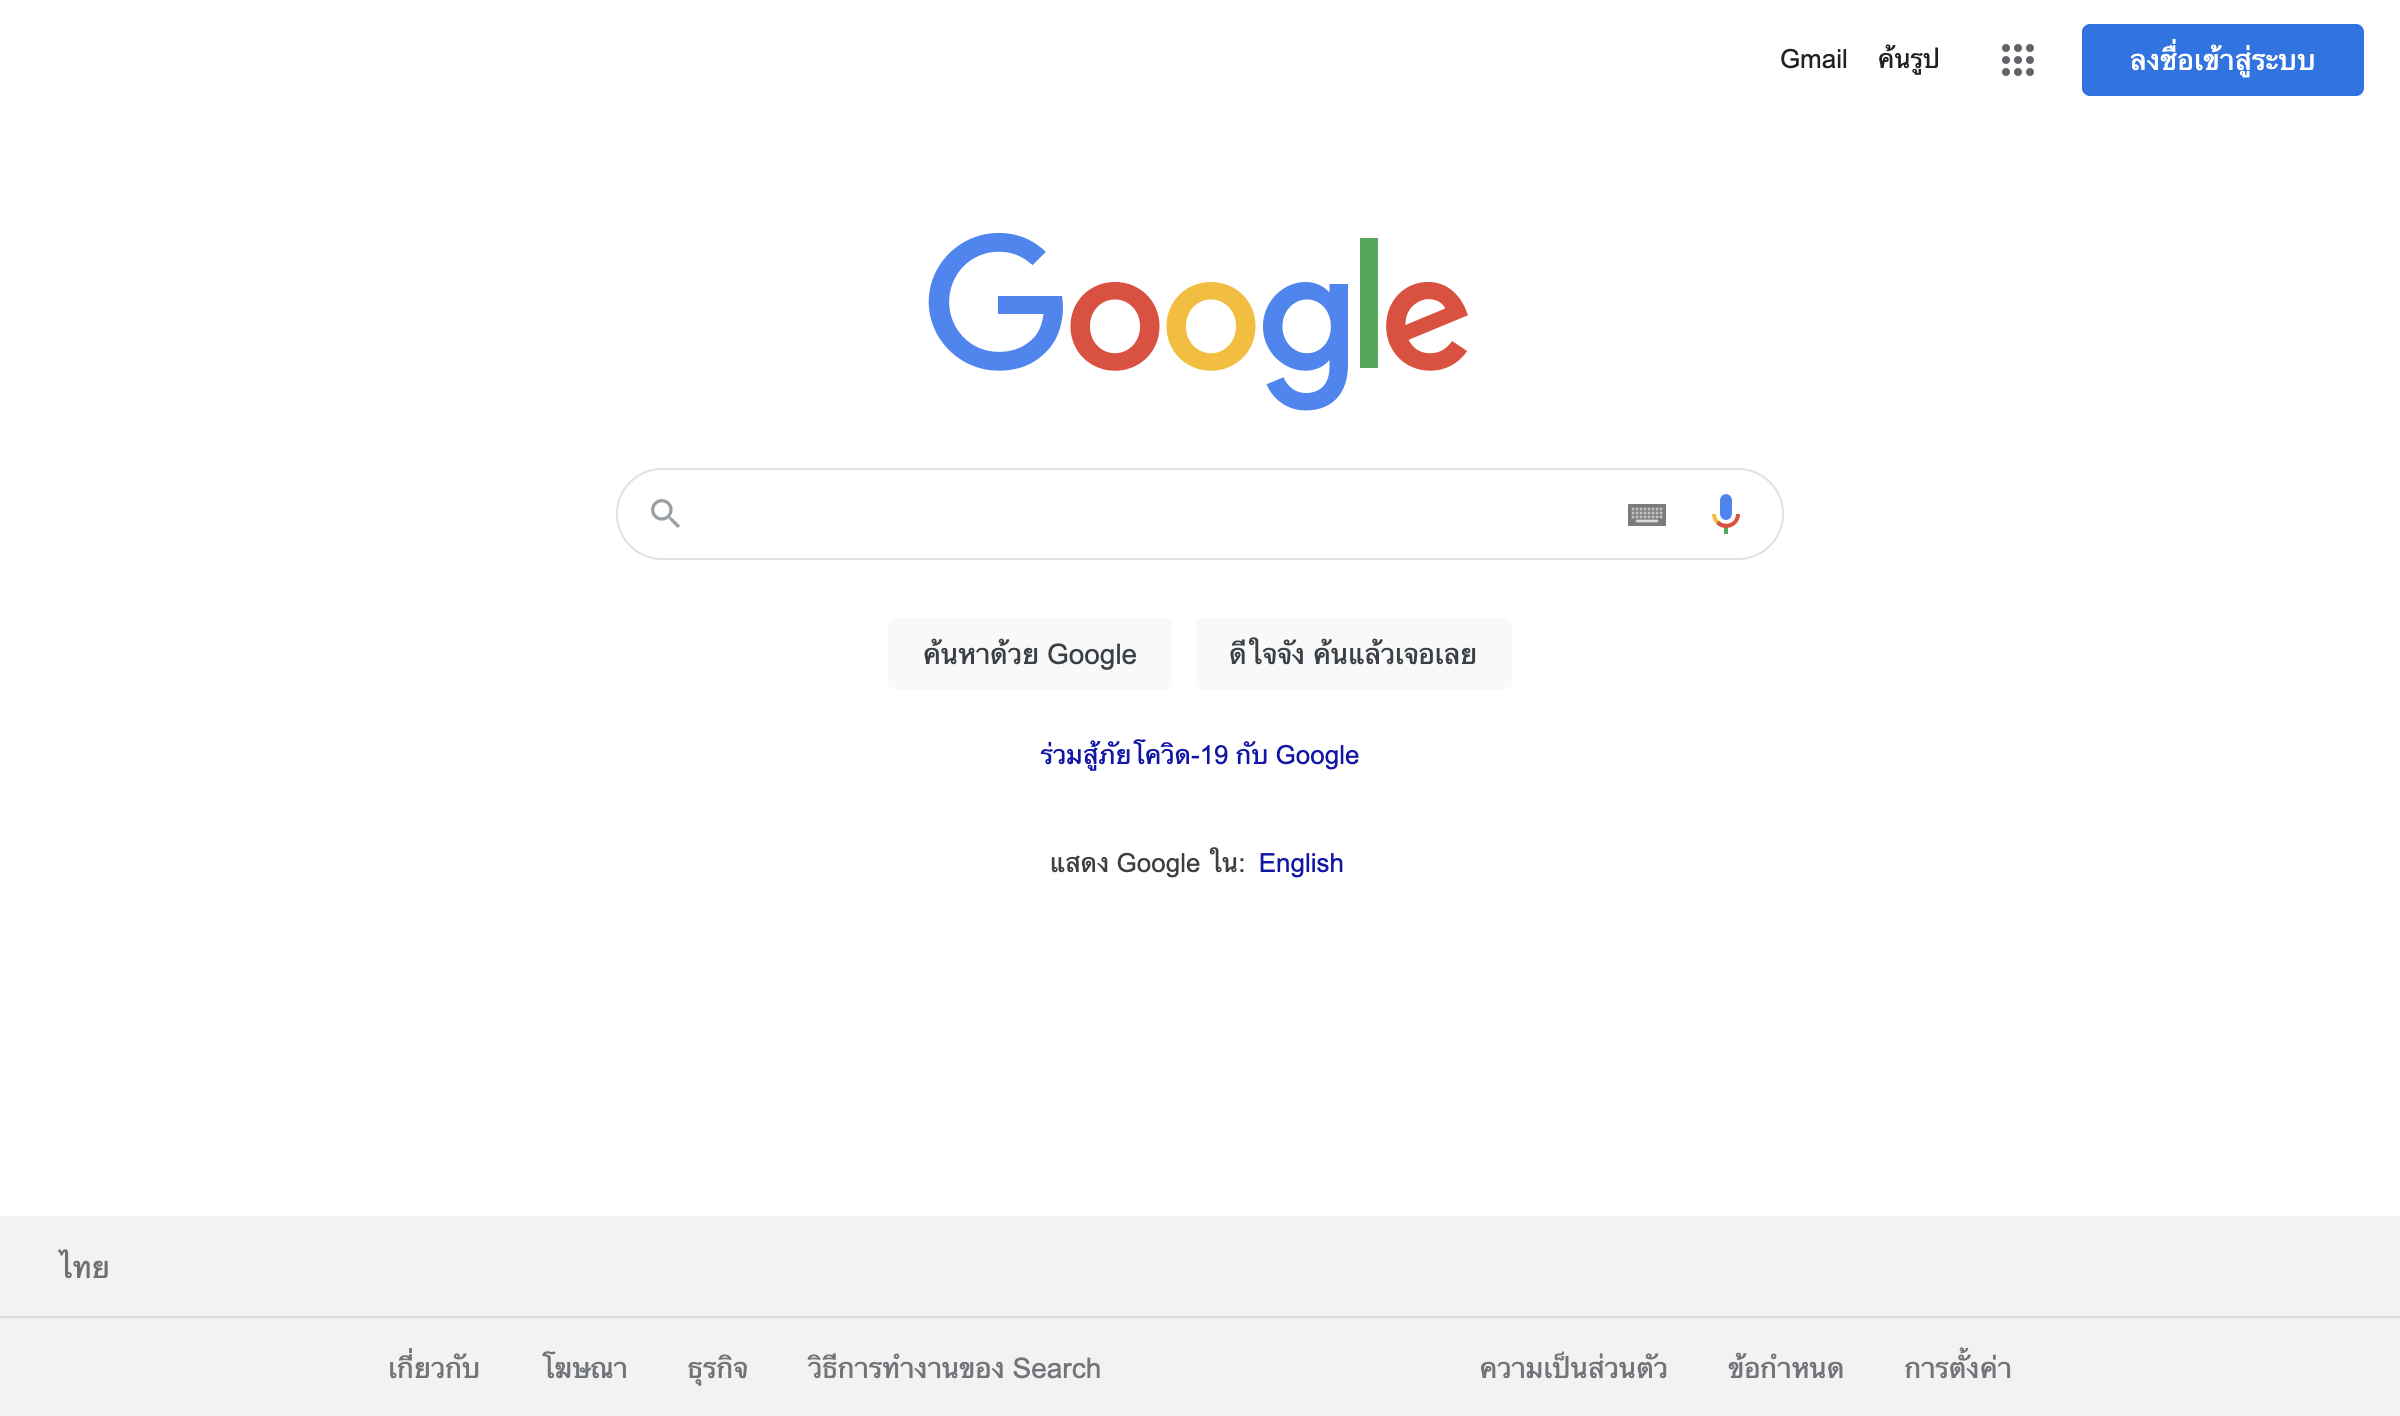 Gmail ค้นรูป ลงชื่อเข้าสู่ระบบ
Google
ค้นหาด้วย Google ดีใจจัง ค้นแล้วเจอเลย
ร่วมสู้ภัยโควิด-19 กับ Google
แสดง Google ใน: English
ไทย
เกี่ยวกับ โฆษณา ธุรกิจ วิธีการทำงานของ Search ความเป็นส่วนตัว ข้อกำหนด การตั้งค่า